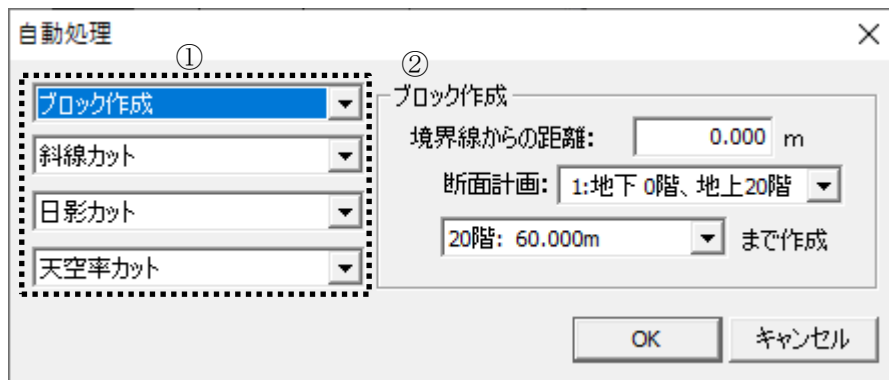 自動処理
①
ブロック作成
斜線カット
日影カット
天空率カット
②
ブロック作成
境界線からの距離： 0.000 m
断面計画： 1:地下 0階、地上20階
20階: 60.000m まで作成
OK キャンセル